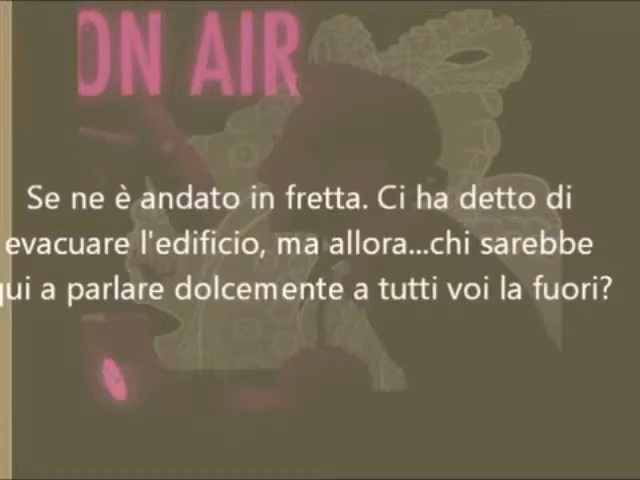 ON AIR
Se ne è andato in fretta. Ci ha detto di
evacuare l'edificio, ma allora...chi sarebbe
qui a parlare dolcemente a tutti voi la fuori?